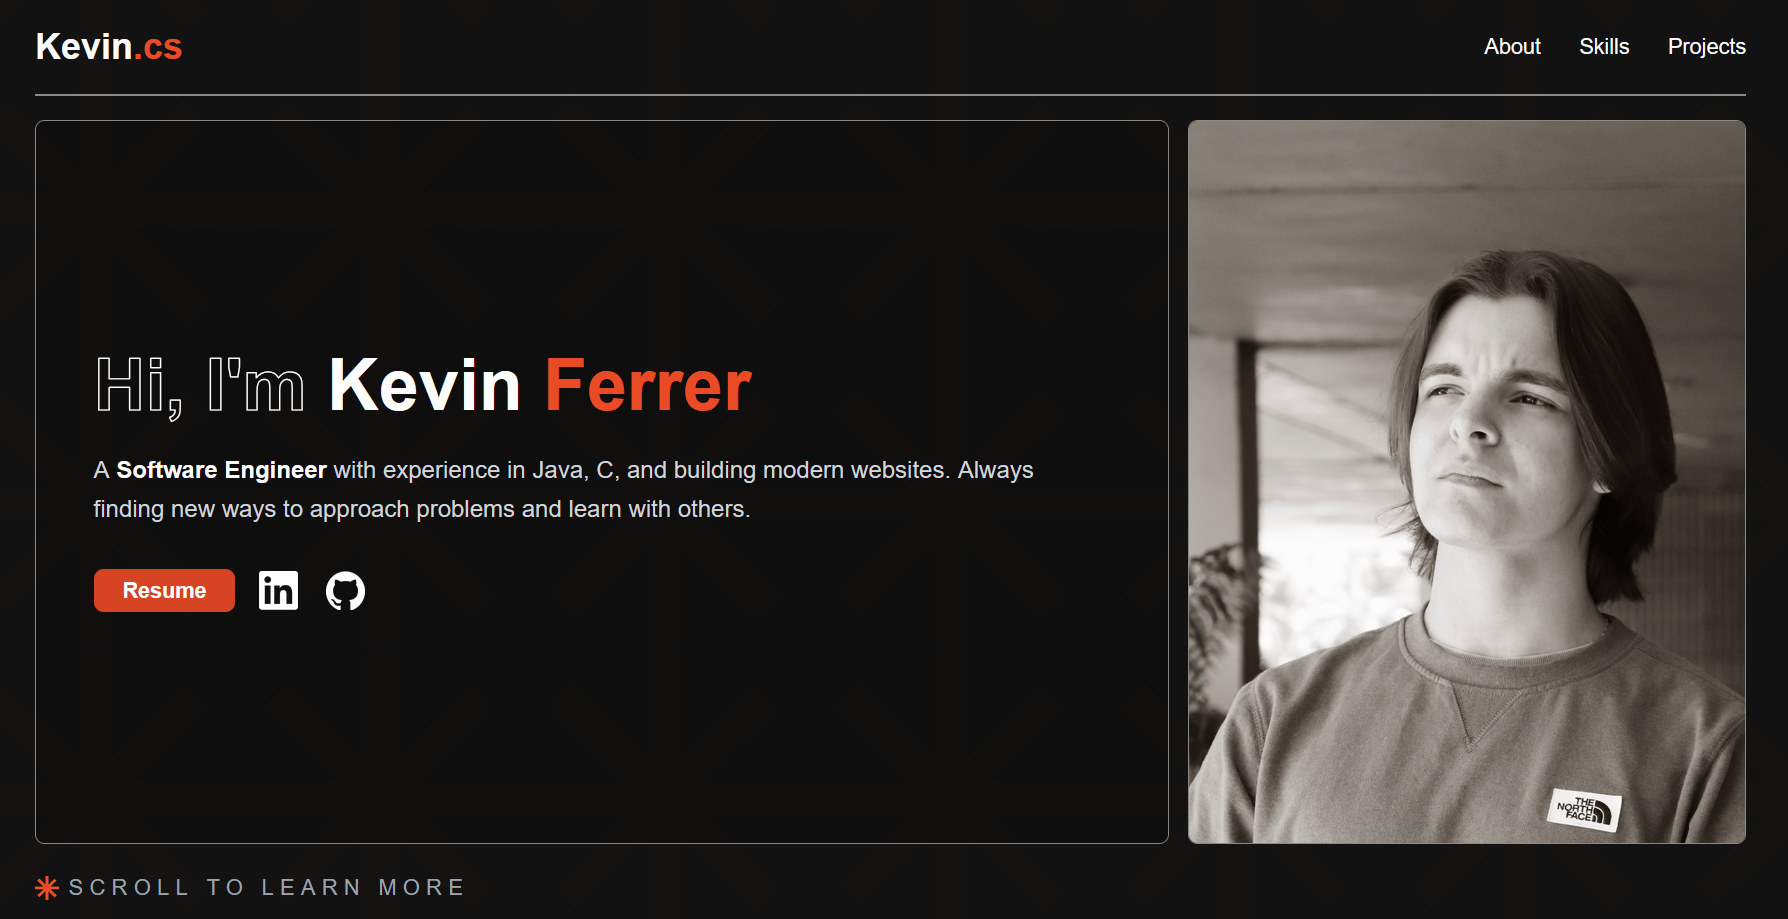 Kevin.cs
About Skills Projects
Hi, I'm Kevin Ferrer
A Software Engineer with experience in Java, C, and building modern websites. Always
finding new ways to approach problems and learn with others.
Resume in
THE
NORTH
FACE
SCROLL TO LEARN MORE